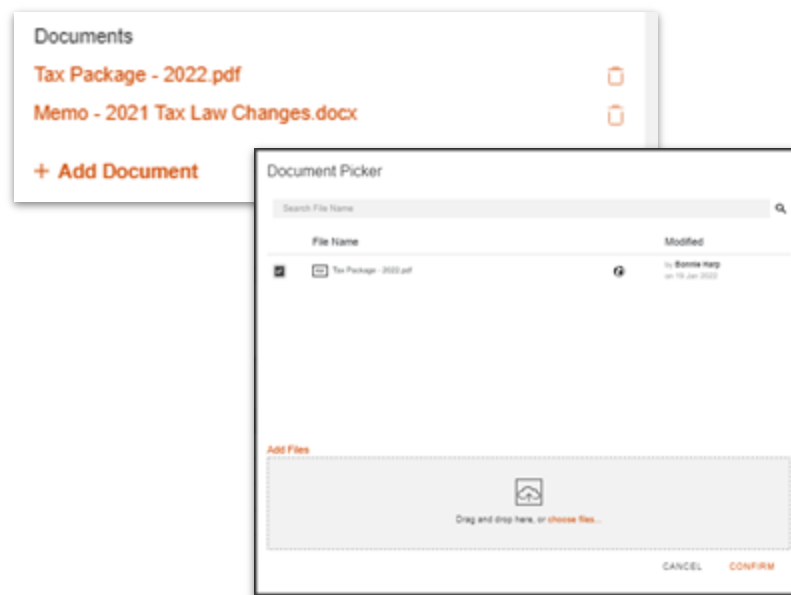 Documents
Tax Package - 2022.pdf
Memo - 2021 Tax Law Changes.docx
+ Add Document
Document Picker
Search File Name
File Name Modified
Tax Package - 2022.pdf by Bonnie Harp
on 16 Jan 2022
Add Files
Drag and drop here, or choose files...
CANCEL CONFIRM